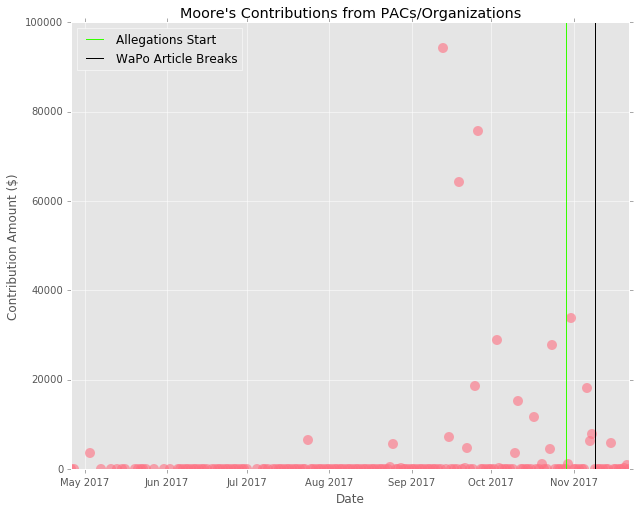 Moore's Contributions from PACs/Organizations
Allegations Start
WaPo Article Breaks
Contribution Amount ($)
100000
80000
60000
40000
20000
0
May 2017 Jun 2017 Jul 2017 Aug 2017 Sep 2017 Oct 2017 Nov 2017
Date